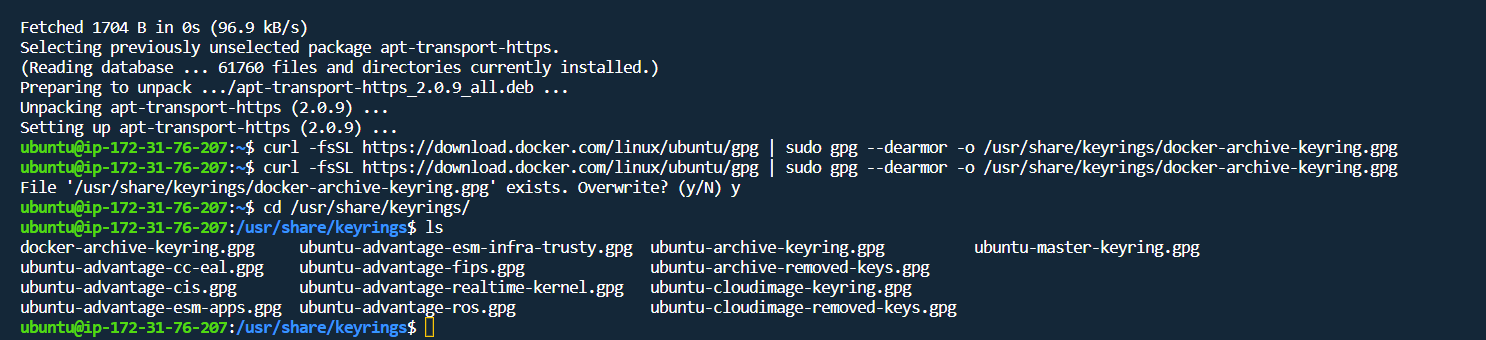 Fetched 1704 B in 0s (96.9 kB/s)
Selecting previously unselected package apt-transport-https.
(Reading database ... 61760 files and directories currently installed.)
Preparing to unpack .../apt-transport-https_2.0.9_all.deb ...
Unpacking apt-transport-https (2.0.9) ...
Setting up apt-transport-https (2.0.9) ...
ubuntu@ip-172-31-76-207:~$ curl -fsSL https://download.docker.com/linux/ubuntu/gpg | sudo gpg --dearmor -o /usr/share/keyrings/docker-archive-keyring.gpg
ubuntu@ip-172-31-76-207:~$ curl -fsSL https://download.docker.com/linux/ubuntu/gpg | sudo gpg --dearmor -o /usr/share/keyrings/docker-archive-keyring.gpg
File '/usr/share/keyrings/docker-archive-keyring.gpg' exists. Overwrite? (y/N) y
ubuntu@ip-172-31-76-207:~$ cd /usr/share/keyrings/
ubuntu@ip-172-31-76-207:/usr/share/keyrings$ ls
docker-archive-keyring.gpg     ubuntu-advantage-esm-infra-trusty.gpg  ubuntu-archive-keyring.gpg          ubuntu-master-keyring.gpg
ubuntu-advantage-cc-eal.gpg    ubuntu-advantage-fips.gpg              ubuntu-archive-removed-keys.gpg
ubuntu-advantage-cis.gpg       ubuntu-advantage-realtime-kernel.gpg   ubuntu-cloudimage-keyring.gpg
ubuntu-advantage-esm-apps.gpg  ubuntu-advantage-ros.gpg               ubuntu-cloudimage-removed-keys.gpg
ubuntu@ip-172-31-76-207:/usr/share/keyrings$